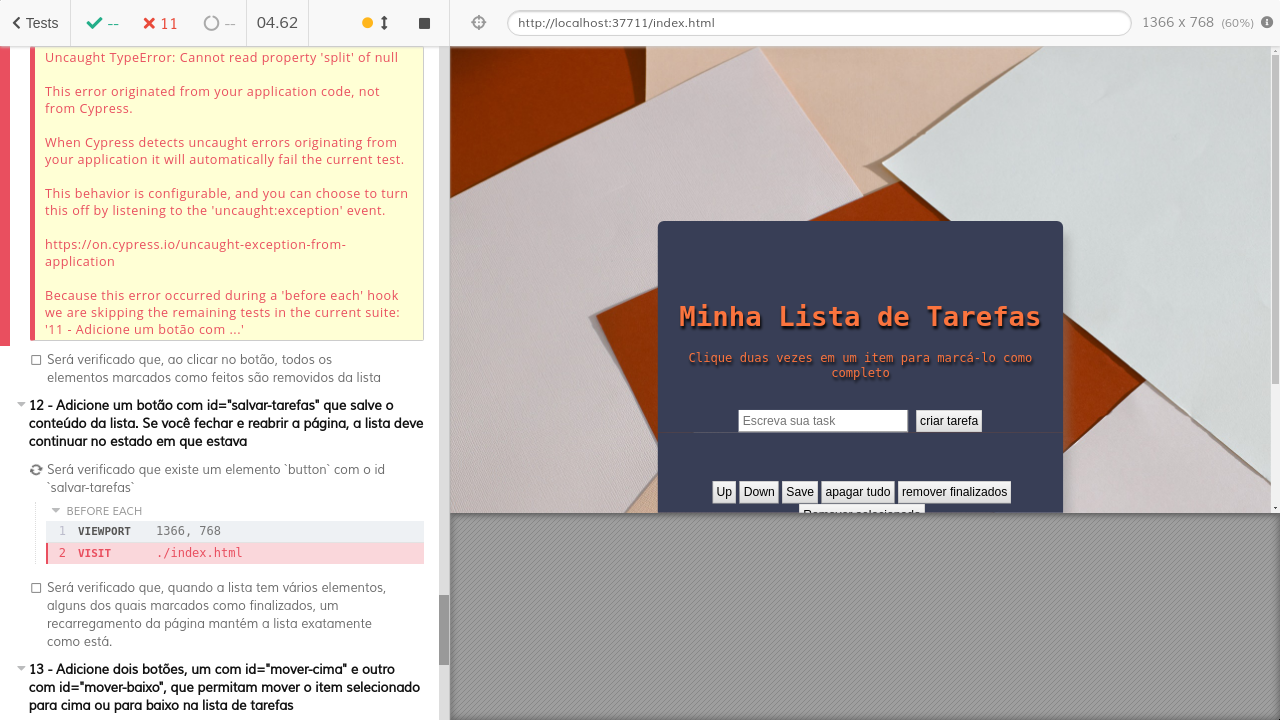 Tests
--
11
--
04.62
http://localhost:37711/index.html
1366 x 768 (60%)
Uncaught TypeError: Cannot read property 'split' of null
This error originated from your application code, not
from Cypress.
When Cypress detects uncaught errors originating from
your application it will automatically fail the current test.
This behavior is configurable, and you can choose to turn
this off by listening to the 'uncaught:exception' event.
https://on.cypress.io/uncaught-exception-from-
application
Because this error occurred during a 'before each' hook
we are skipping the remaining tests in the current suite:
'11 - Adicione um botão com ...'
Será verificado que, ao clicar no botão, todos os
elementos marcados como feitos são removidos da lista
12 - Adicione um botão com id="salvar-tarefas" que salve o
conteúdo da lista. Se você fechar e reabrir a página, a lista deve
continuar no estado em que estava
Será verificado que existe um elemento `button` com o id
`salvar-tarefas`
BEFORE EACH
1 VIEWPORT 1366, 768
2 VISIT ./index.html
Será verificado que, quando a lista tem vários elementos,
alguns dos quais marcados como finalizados, um
recarregamento da página mantém a lista exatamente
como está.
13 - Adicione dois botões, um com id="mover-cima" e outro
com id="mover-baixo", que permitam mover o item selecionado
para cima ou para baixo na lista de tarefas
Minha Lista de Tarefas
Clique duas vezes em um item para marcá-lo como
completo
Escreva sua task
criar tarefa
Up Down Save apagar tudo remover finalizados
Remover selecionado